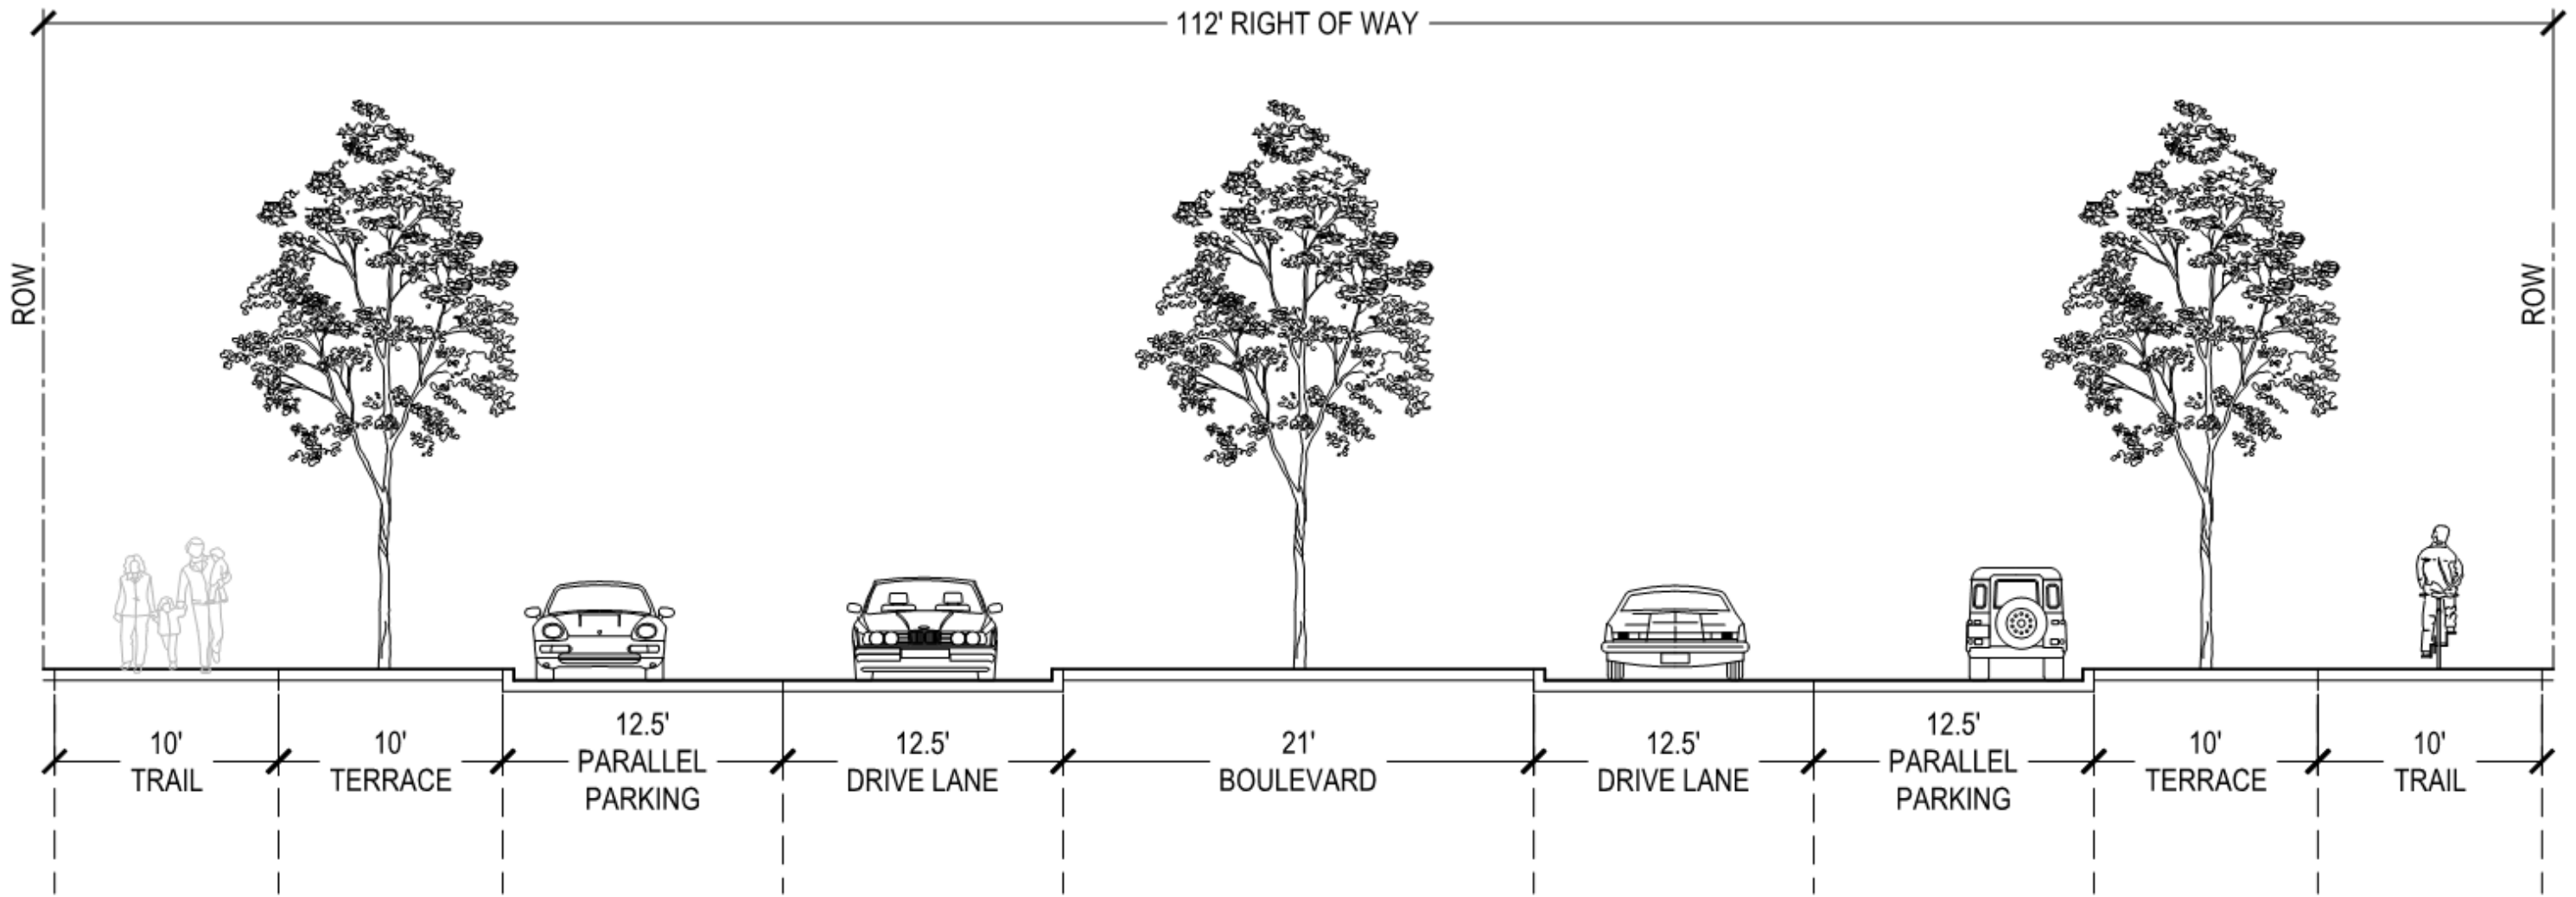 112' RIGHT OF WAY
ROW
ROW
10'
TRAIL
10'
TERRACE
12.5'
PARALLEL
PARKING
12.5'
DRIVE LANE
21'
BOULEVARD
12.5'
DRIVE LANE
12.5'
PARALLEL
PARKING
10'
TERRACE
10'
TRAIL